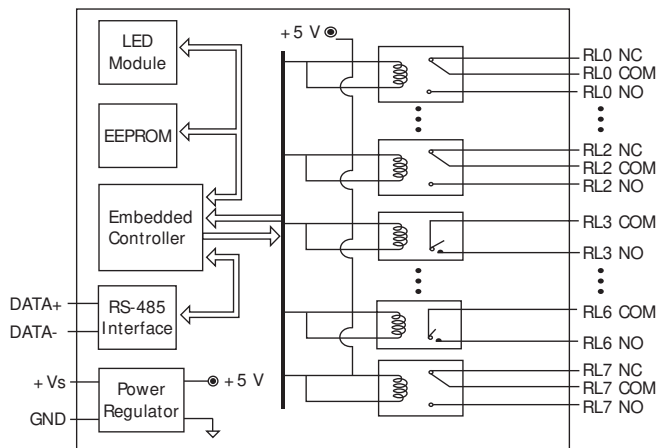 LED
Module
EEPROM
Embedded
Controller
RS-485
Interface
DATA+
DATA-
Power
Regulator
+Vs
GND
+5 V
+5 V
RL0 NC
RL0 COM
RL0 NO
RL2 NC
RL2 COM
RL2 NO
RL3 COM
RL3 NO
RL6 COM
RL6 NO
RL7 NC
RL7 COM
RL7 NO